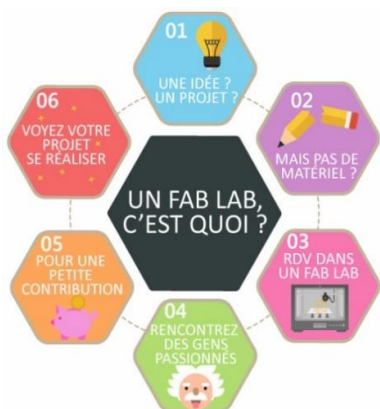 UN FAB LAB,
C'EST QUOI ?
01
UNE IDÉE ?
UN PROJET ?
02
MAIS PAS DE
MATÉRIEL ?
03
RDV DANS
UN FAB LAB
04
RENCONTREZ
DES GENS
PASSIONNÉS
05
POUR UNE
PETITE
CONTRIBUTION
06
VOYEZ VOTRE
PROJET
SE RÉALISER